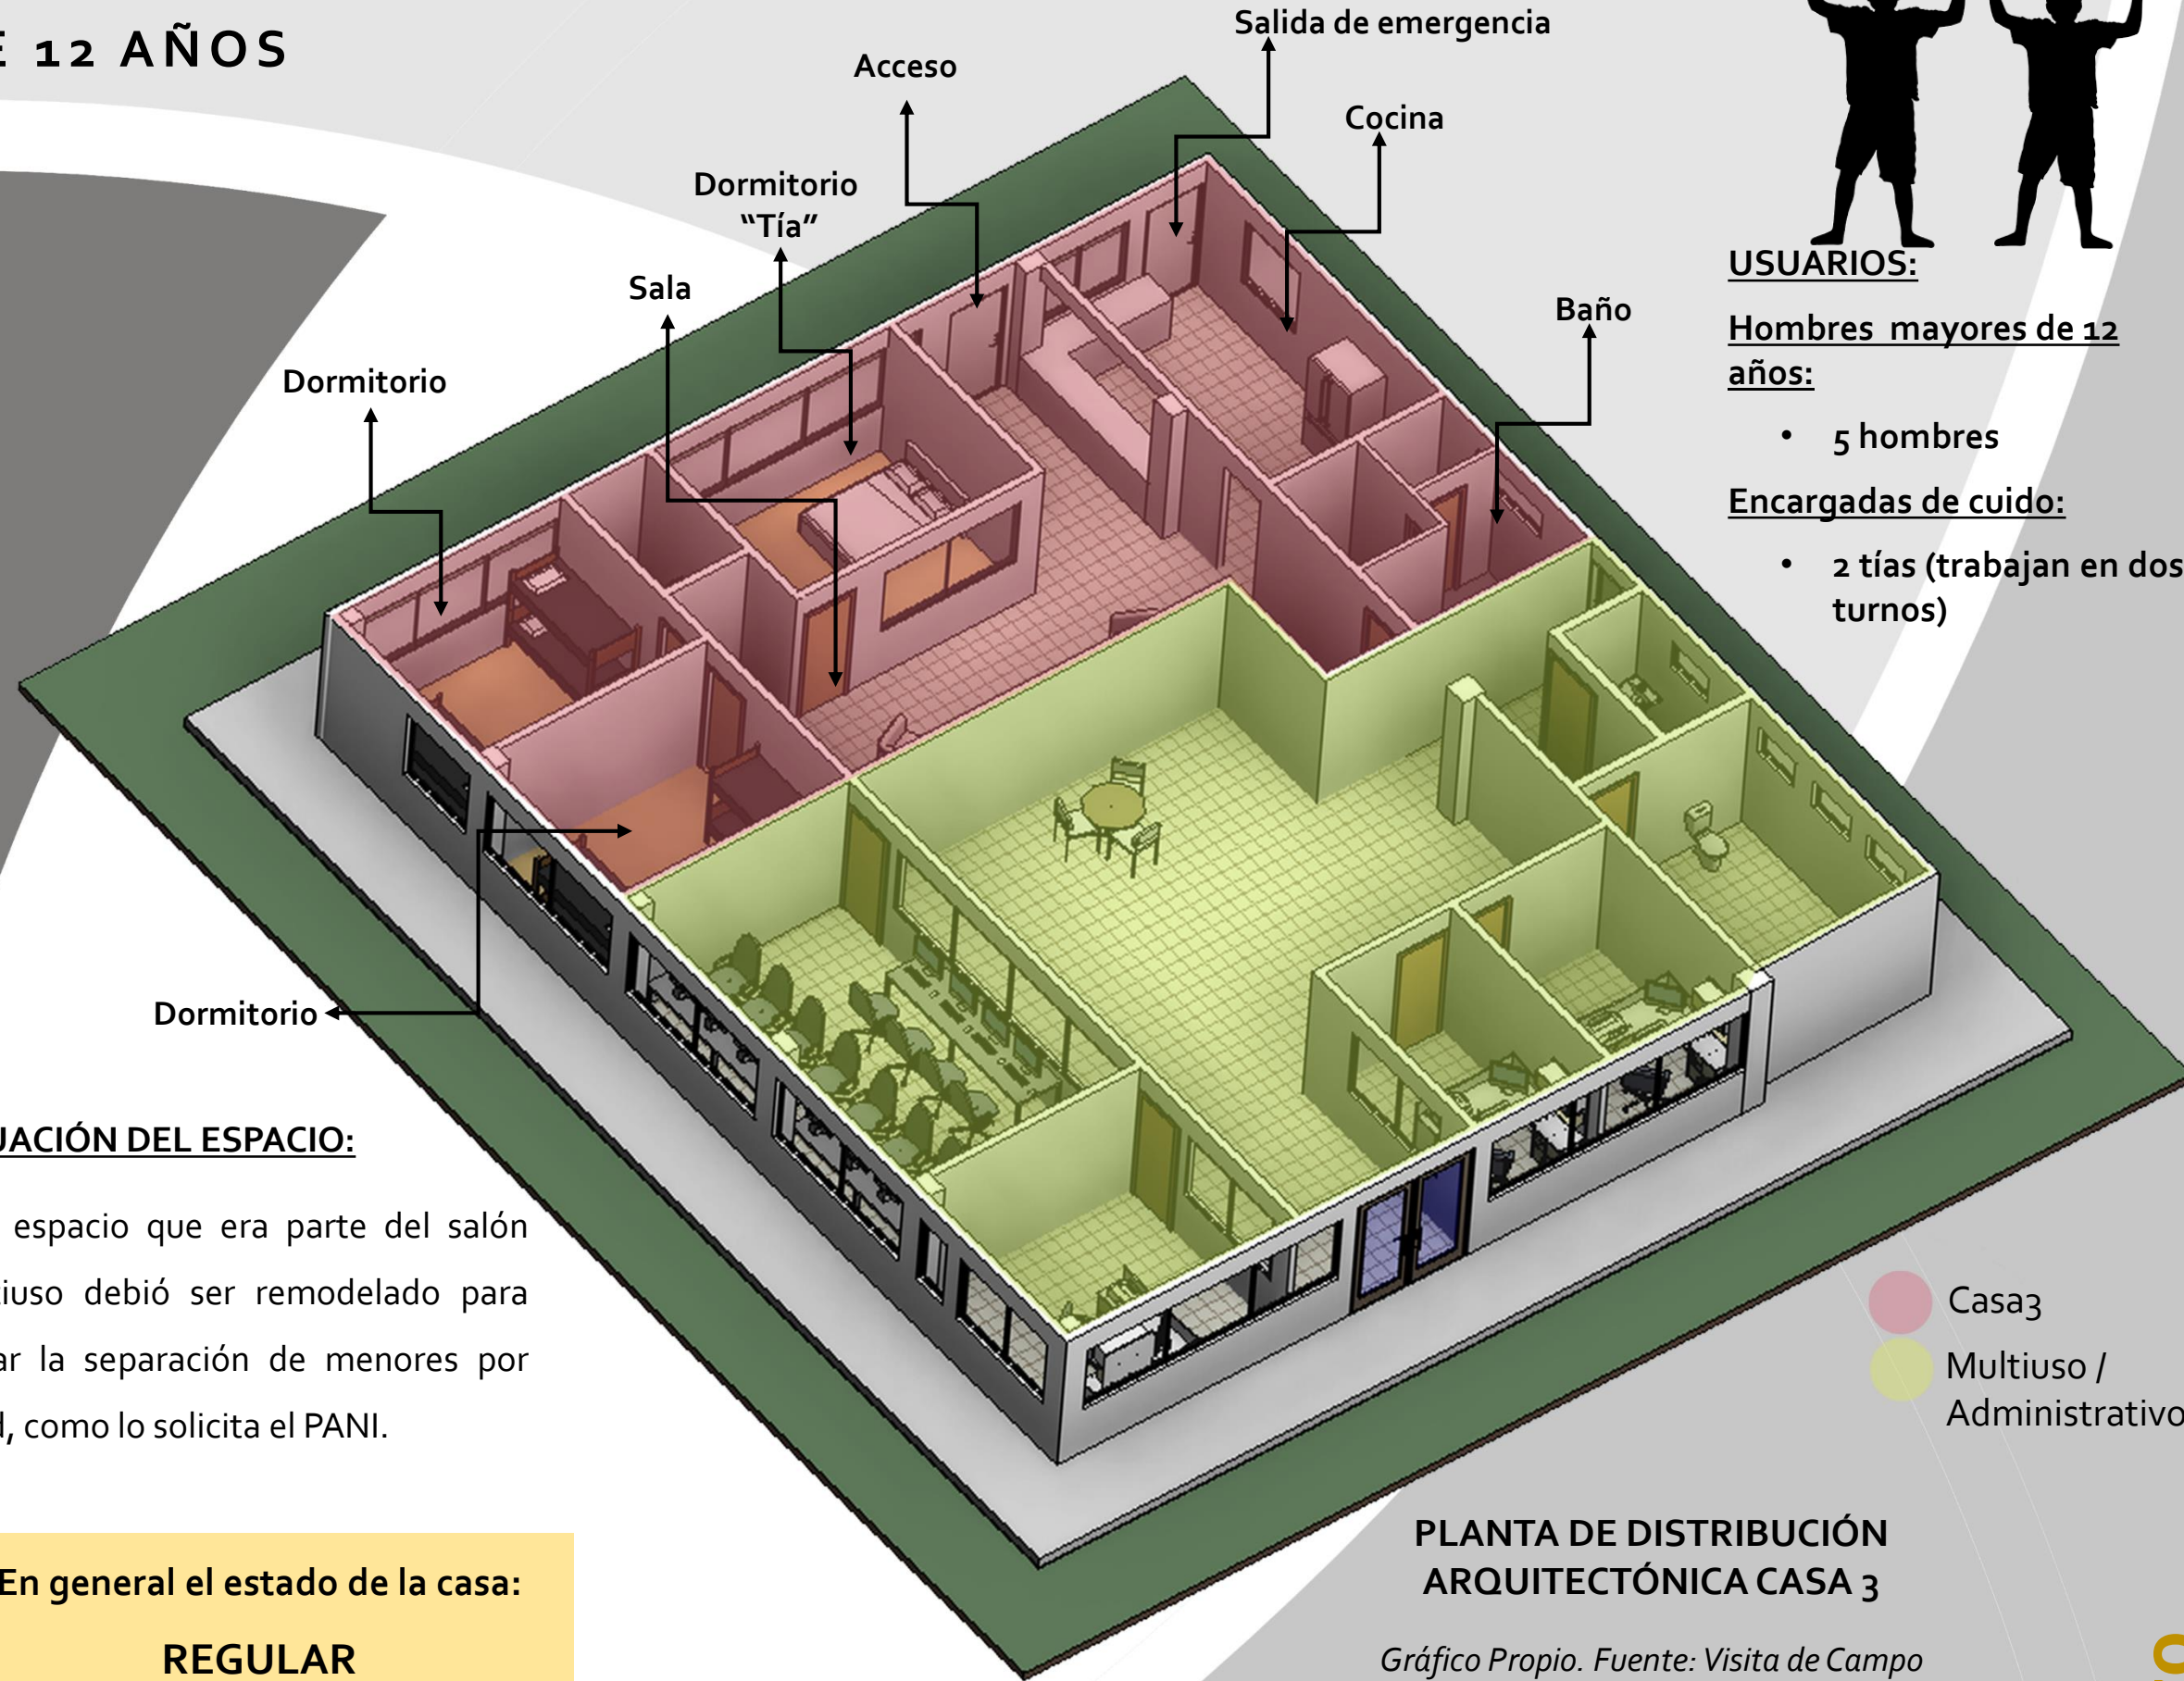 E 12 AÑOS
Salida de emergencia
Acceso
Cocina
Dormitorio
“Tía”
Sala
Baño
Dormitorio
USUARIOS:
Hombres mayores de 12
años:
• 5 hombres
Encargadas de cuido:
• 2 tías (trabajan en dos
turnos)
Dormitorio
UACIÓN DEL ESPACIO:
espacio que era parte del salón
tiuso debió ser remodelado para
ar la separación de menores por
d, como lo solicita el PANI.
En general el estado de la casa:
REGULAR
Casa3
Multiuso /
Administrativo
PLANTA DE DISTRIBUCIÓN
ARQUITECTÓNICA CASA 3
Gráfico Propio. Fuente: Visita de Campo